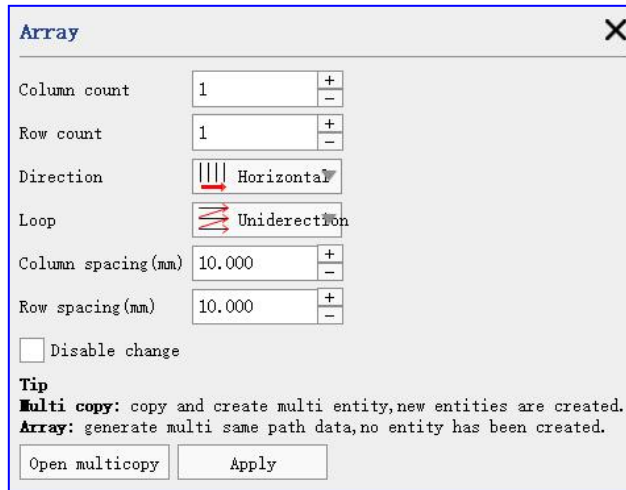 Array
Column count 1 + -
Row count 1 + -
Direction Horizontal
Loop Uniderection
Column spacing(mm) 10.000 + -
Row spacing(mm) 10.000 + -
Disable change
Tip
Multi copy: copy and create multi entity,new entities are created.
Array: generate multi same path data,no entity has been created.
Open multicopy Apply